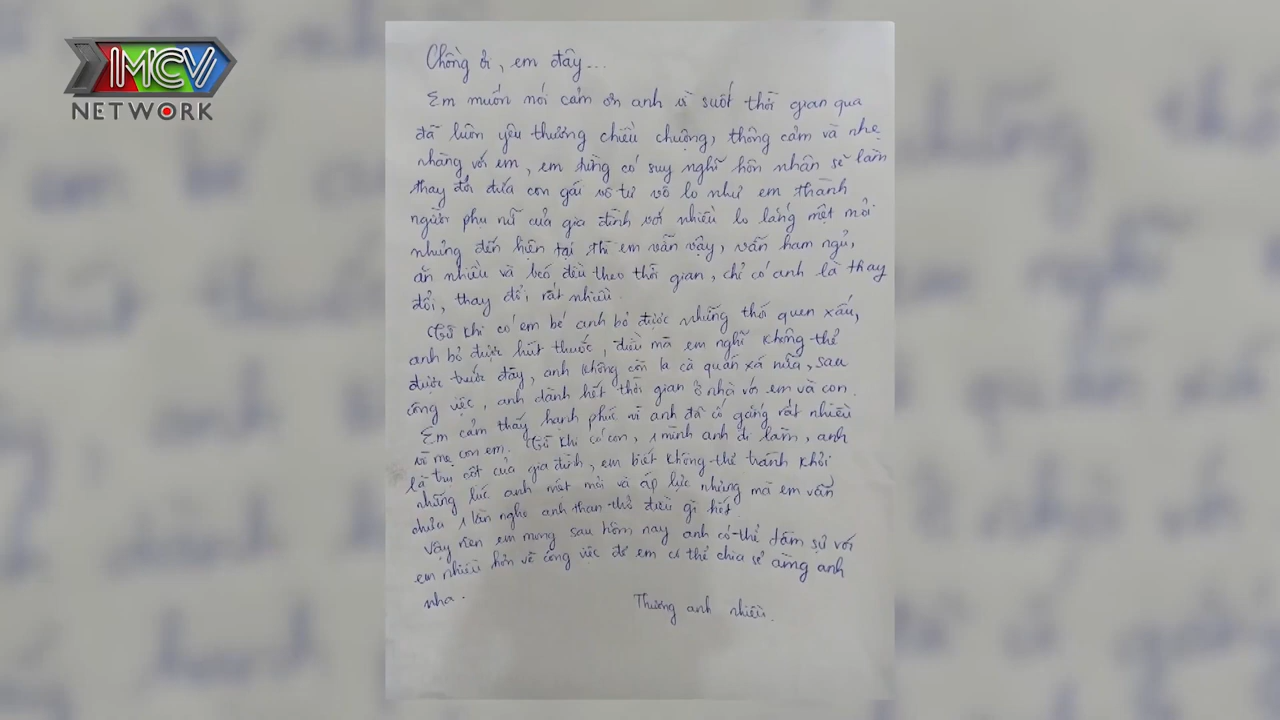 MCV
NETWORK
Chồng ơi, em đây...
Em muốn nói cảm ơn anh vì suốt thời gian qua
đã luôn yêu thương chiều chuộng, thông cảm và nhẹ
nhàng với em, em từng có suy nghĩ hôn nhân sẽ làm
thay đổi đứa con gái vô tư vô lo như em thành
người phụ nữ của gia đình với nhiều lo lắng mệt mỏi
nhưng đến hiện tại thì em vẫn vậy, vẫn ham ngủ,
ăn nhiều và béo đều theo thời gian, chỉ có anh là thay
đổi, thay đổi rất nhiều.
Từ khi có em bé anh bỏ được những thói quen xấu,
anh bỏ được hút thuốc, điều mà em nghĩ không thể
được trước đây, anh không còn la cà quán xá nữa, sau
công việc, anh dành hết thời gian ở nhà với em và con.
Em cảm thấy hạnh phúc vì anh đã cố gắng rất nhiều
vì mẹ con em. Từ khi có con, 1 mình anh đi làm, anh
là trụ cột của gia đình, em biết không thể tránh khỏi
những lúc anh mệt mỏi và áp lực nhưng mà em vẫn
chưa 1 lần nghe anh than thở điều gì hết.
Vậy nên em mong sau hôm nay anh có thể tâm sự với
em nhiều hơn về công việc để em có thể chia sẻ cùng anh
nha.
Thương anh nhiều.